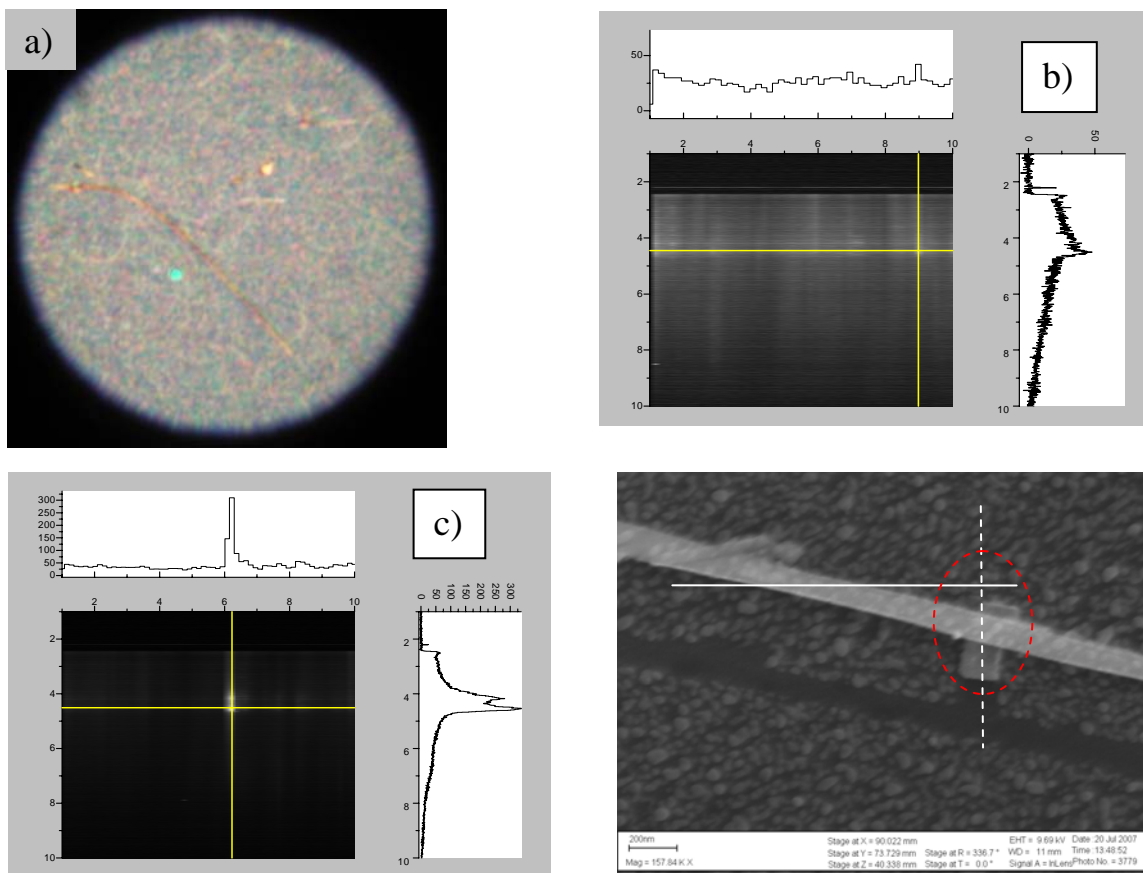 a)
b)
50
25
0
2 4 6 8 10
0 50
2
4
6
8
10
2
4
6
8
10
c)
300
250
200
150
100
50
0
2 4 6 8 10
0 50 100 150 200 250 300
2
4
6
8
10
2
4
6
8
10
200nm
Mag = 157.84 K X
Stage at X = 90.022 mm
Stage at Y = 73.729 mm
Stage at Z = 40.338 mm
Stage at R = 336.7 °
Stage at T = 0.0 °
EHT = 9.69 kV
WD = 11 mm
Signal A = InLens
Date :20 Jul 2007
Time :13:48:52
Photo No. = 3779